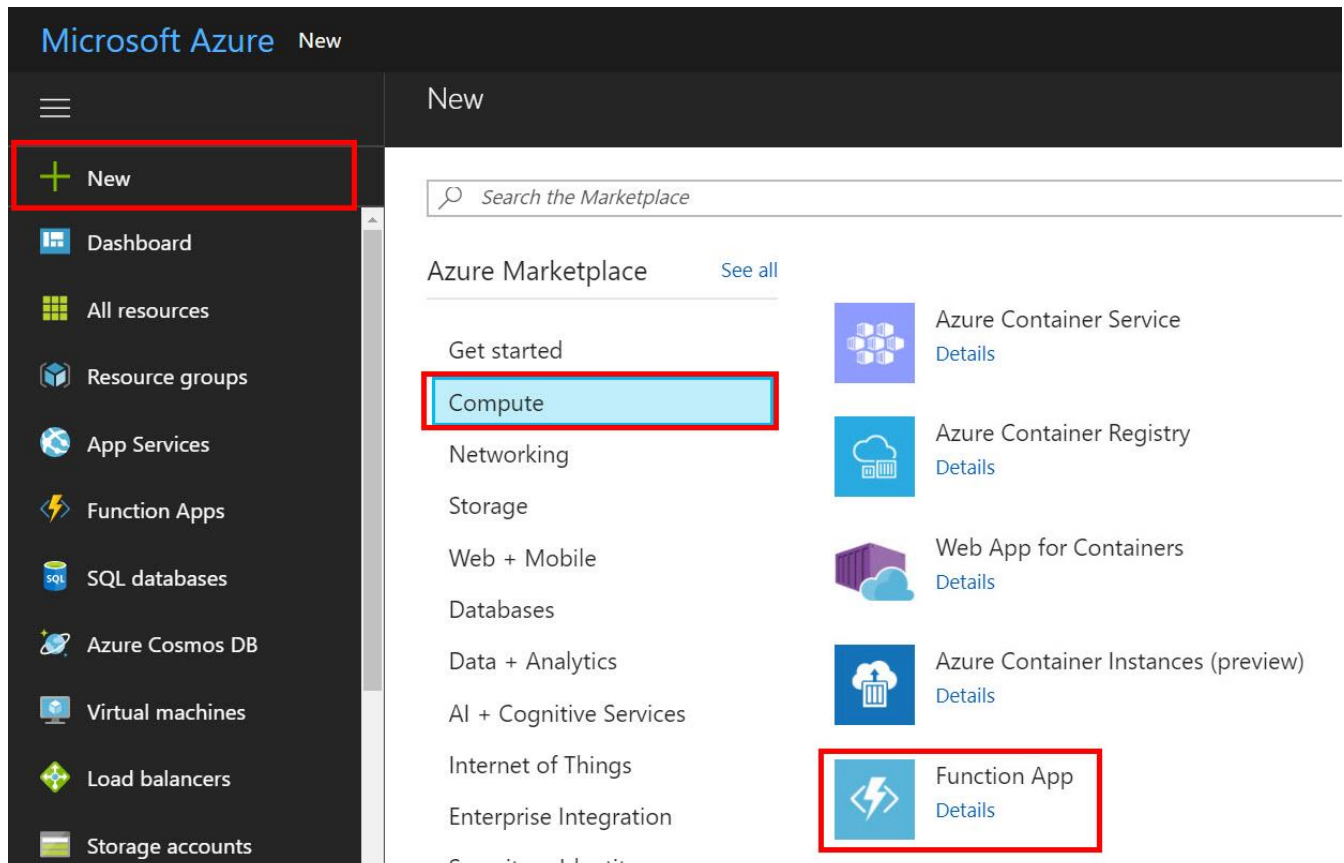 Microsoft Azure New
New
New
Dashboard
All resources
Resource groups
App Services
Function Apps
SQL
SQL databases
Azure Cosmos DB
Virtual machines
Load balancers
Storage accounts
Search the Marketplace
Azure Marketplace See all
Get started
Compute
Networking
Storage
Web + Mobile
Databases
Data + Analytics
AI + Cognitive Services
Internet of Things
Enterprise Integration
Azure Container Service
Details
Azure Container Registry
Details
Web App for Containers
Details
Azure Container Instances (preview)
Details
Function App
Details